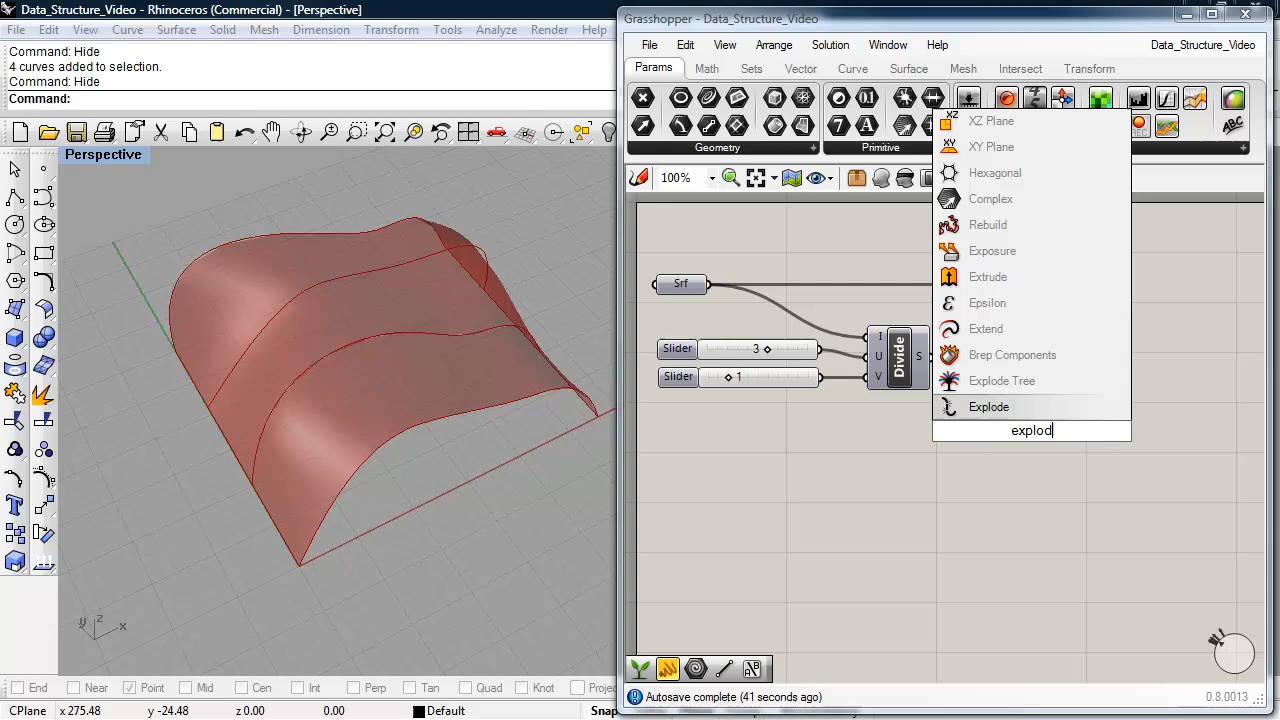 Data_Structure_Video - Rhinoceros (Commercial) - [Perspective]
File Edit View Curve Surface Solid Mesh Dimension Transform Tools Analyze Render Help
Command: Hide
4 curves added to selection.
Command: Hide
Command:
Perspective
z
y
x
End Near Point Mid Cen Int Perp Tan Quad Knot Projec
CPlane x 275.48 y -24.48 z 0.00 0.00 Default Snap
Grasshopper - Data_Structure_Video
File Edit View Arrange Solution Window Help Data_Structure_Video
Params Math Sets Vector Curve Surface Mesh Intersect Transform
Geometry
Primitive
100%
Srf
Slider 3
Slider 1
I
U
V
Divide
S
XZ Plane
XY Plane
Hexagonal
Complex
Rebuild
Exposure
Extrude
Epsilon
Extend
Brep Components
Explode Tree
Explode
explod
Autosave complete (41 seconds ago)
0.8.0013